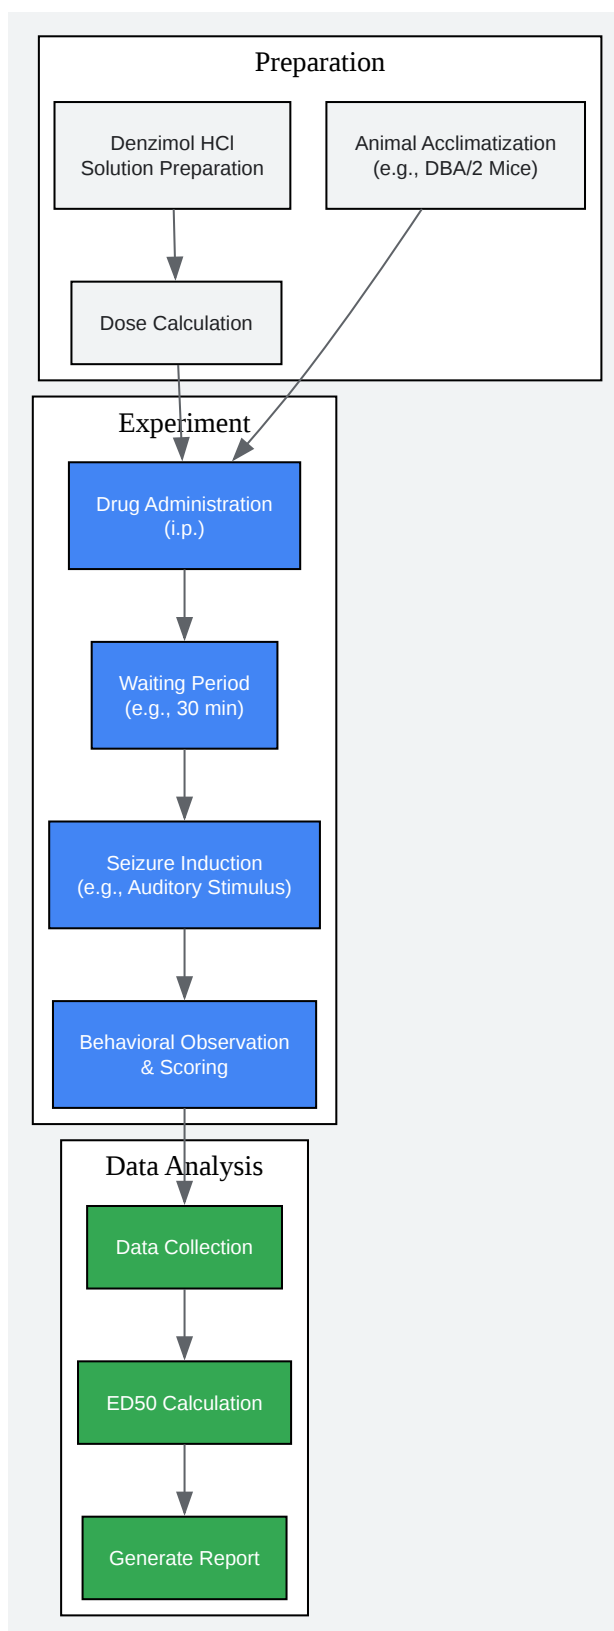 Preparation
Denzimol HCl
Solution Preparation
Animal Acclimatization
(e.g., DBA/2 Mice)
Dose Calculation
Experiment
Drug Administration
(i.p.)
Waiting Period
(e.g., 30 min)
Seizure Induction
(e.g., Auditory Stimulus)
Behavioral Observation
& Scoring
Data Analysis
Data Collection
ED50 Calculation
Generate Report